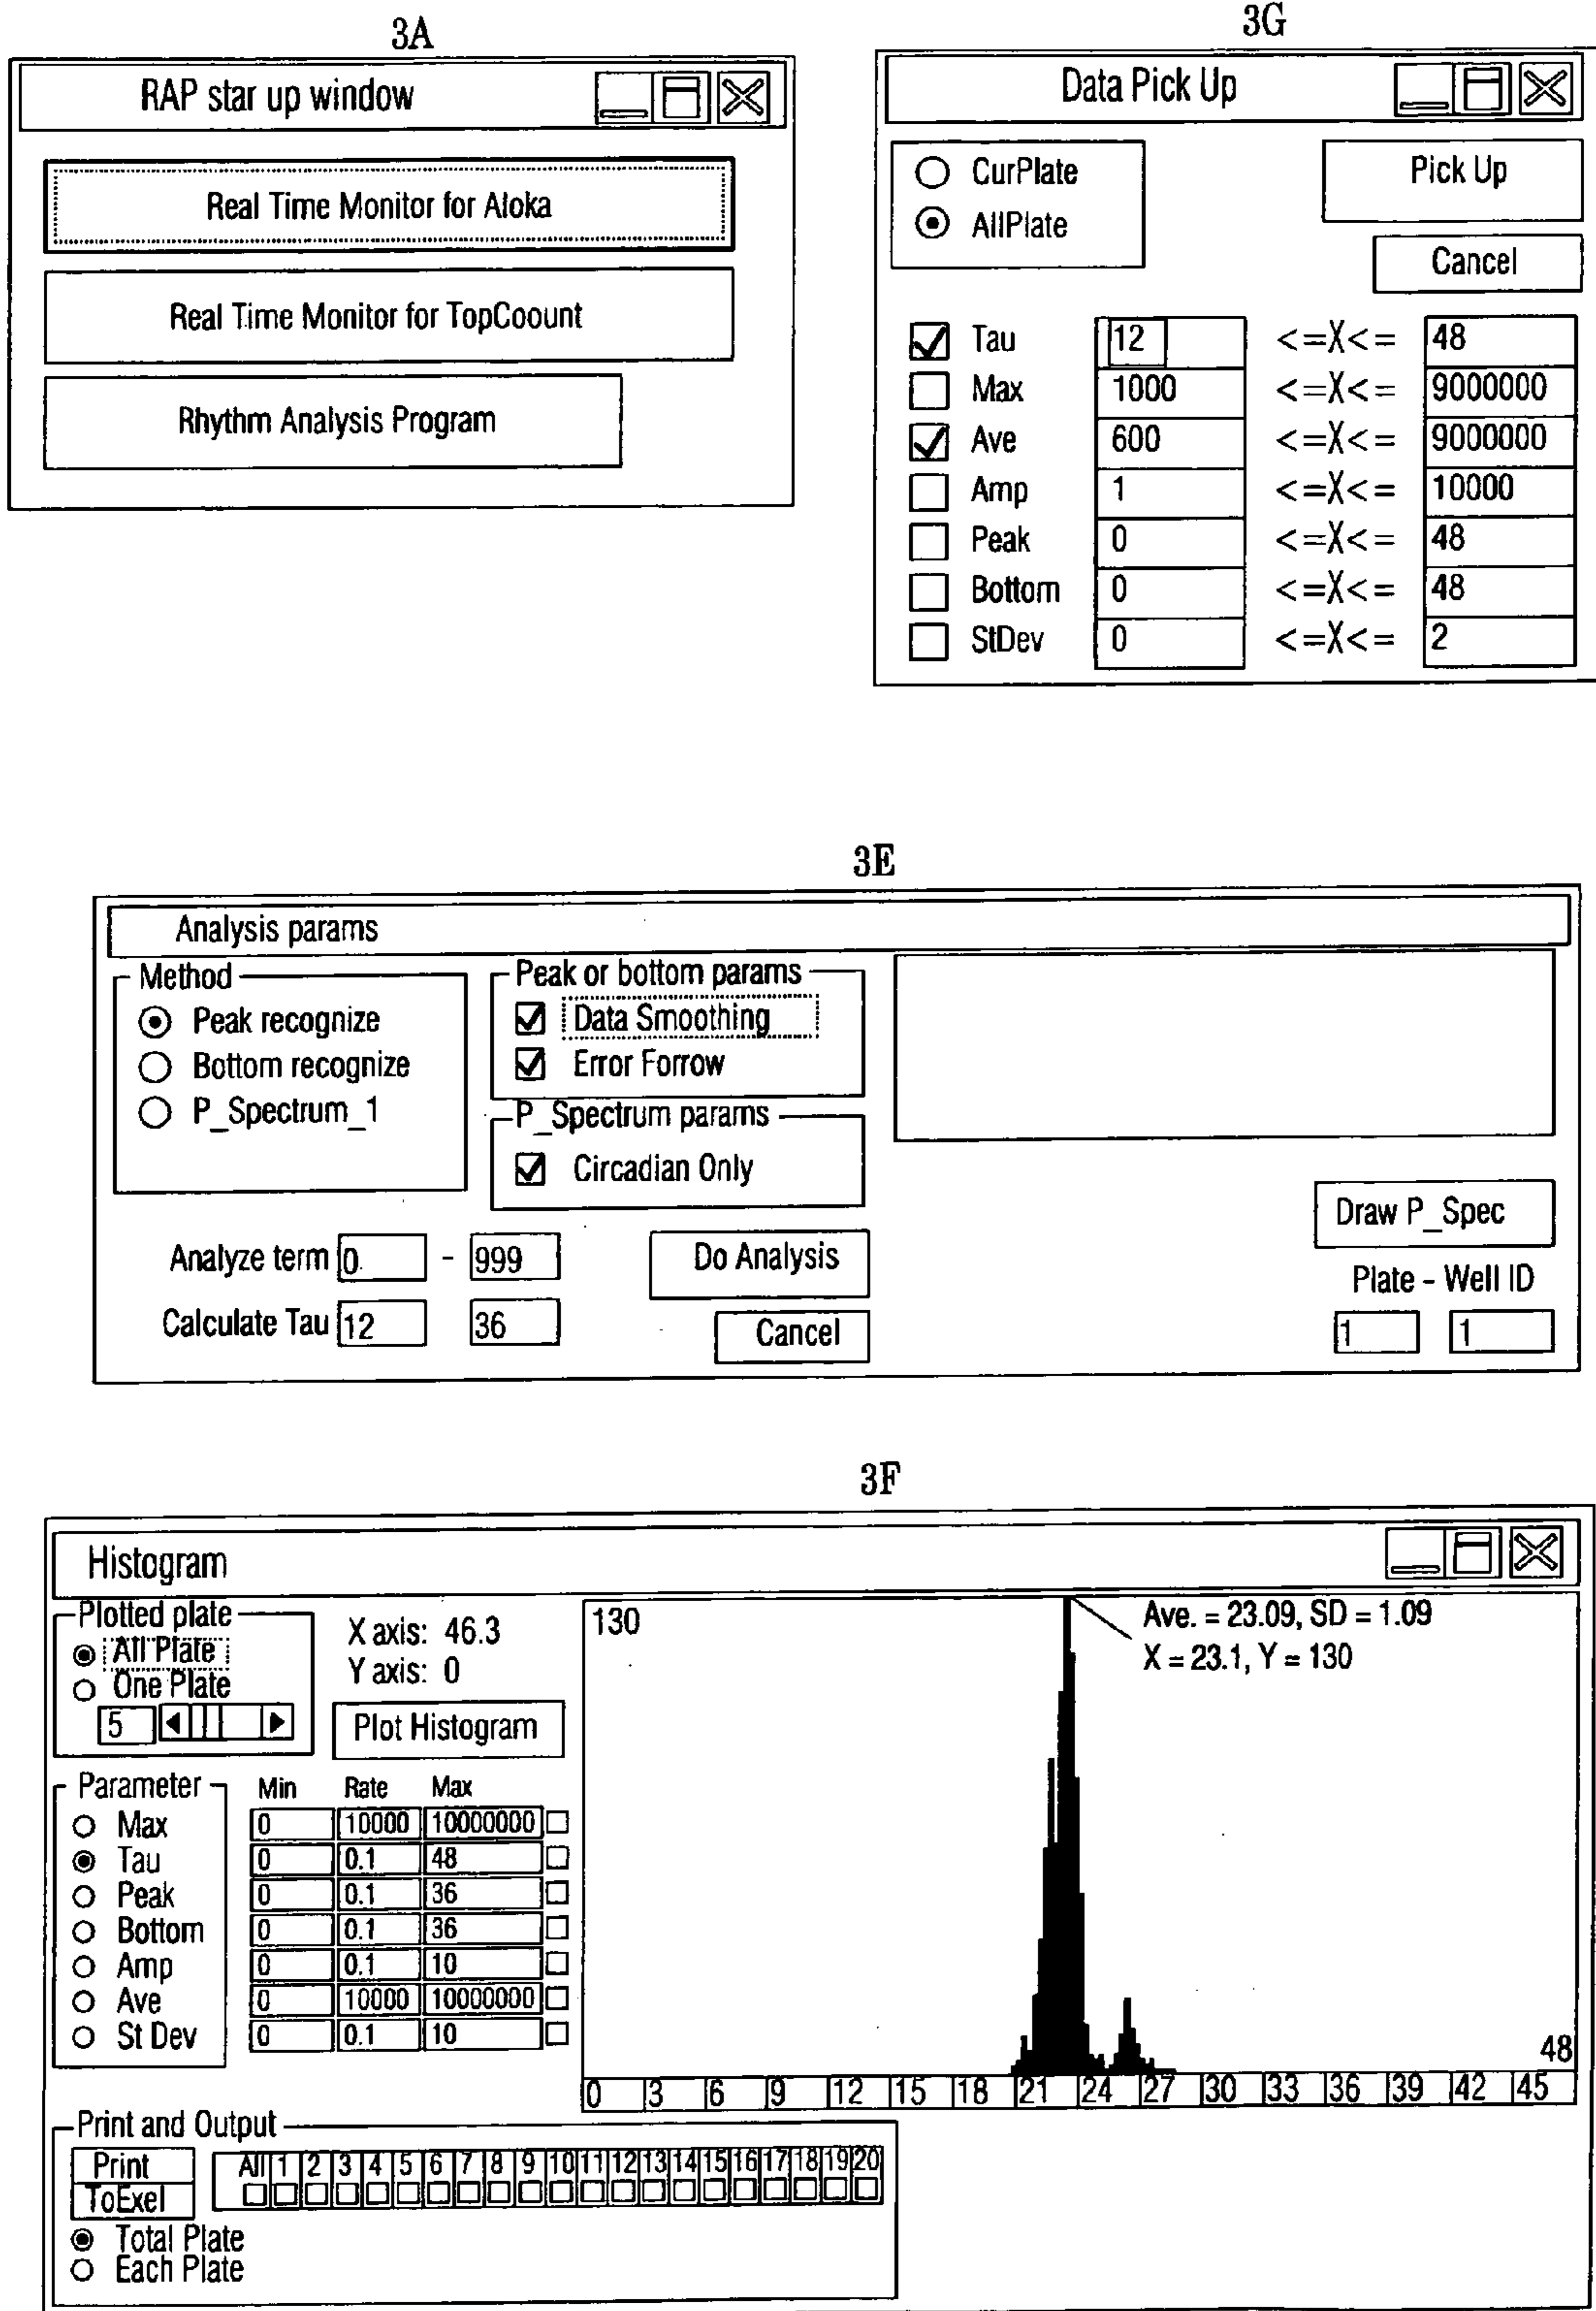 3A
RAP star up window
Real Time Monitor for Aloka
Real Time Monitor for TopCoount
Rhythm Analysis Program
3G
Data Pick Up
CurPlate
AllPlate
Pick Up
Cancel
Tau 12 <=X<= 48
Max 1000 <=X<= 9000000
Ave 600 <=X<= 9000000
Amp 1 <=X<= 10000
Peak 0 <=X<= 48
Bottom 0 <=X<= 48
StDev 0 <=X<= 2
3E
Analysis params
Method
Peak recognize
Bottom recognize
P_Spectrum_1
Peak or bottom params
Data Smoothing
Error Forrow
P_Spectrum params
Circadian Only
Analyze term 0 - 999
Calculate Tau 12 36
Do Analysis
Cancel
Draw P_Spec
Plate - Well ID
1 1
3F
Histogram
Plotted plate
All Plate
One Plate
5
X axis: 46.3
Y axis: 0
Plot Histogram
Parameter Min Rate Max
Max 0 10000 10000000
Tau 0 0.1 48
Peak 0 0.1 36
Bottom 0 0.1 36
Amp 0 0.1 10
Ave 0 10000 10000000
St Dev 0 0.1 10
130
Ave. = 23.09, SD = 1.09
X = 23.1, Y = 130
48
0 3 6 9 12 15 18 21 24 27 30 33 36 39 42 45
Print and Output
Print
ToExel
All 1 2 3 4 5 6 7 8 9 10 11 12 13 14 15 16 17 18 19 20
Total Plate
Each Plate